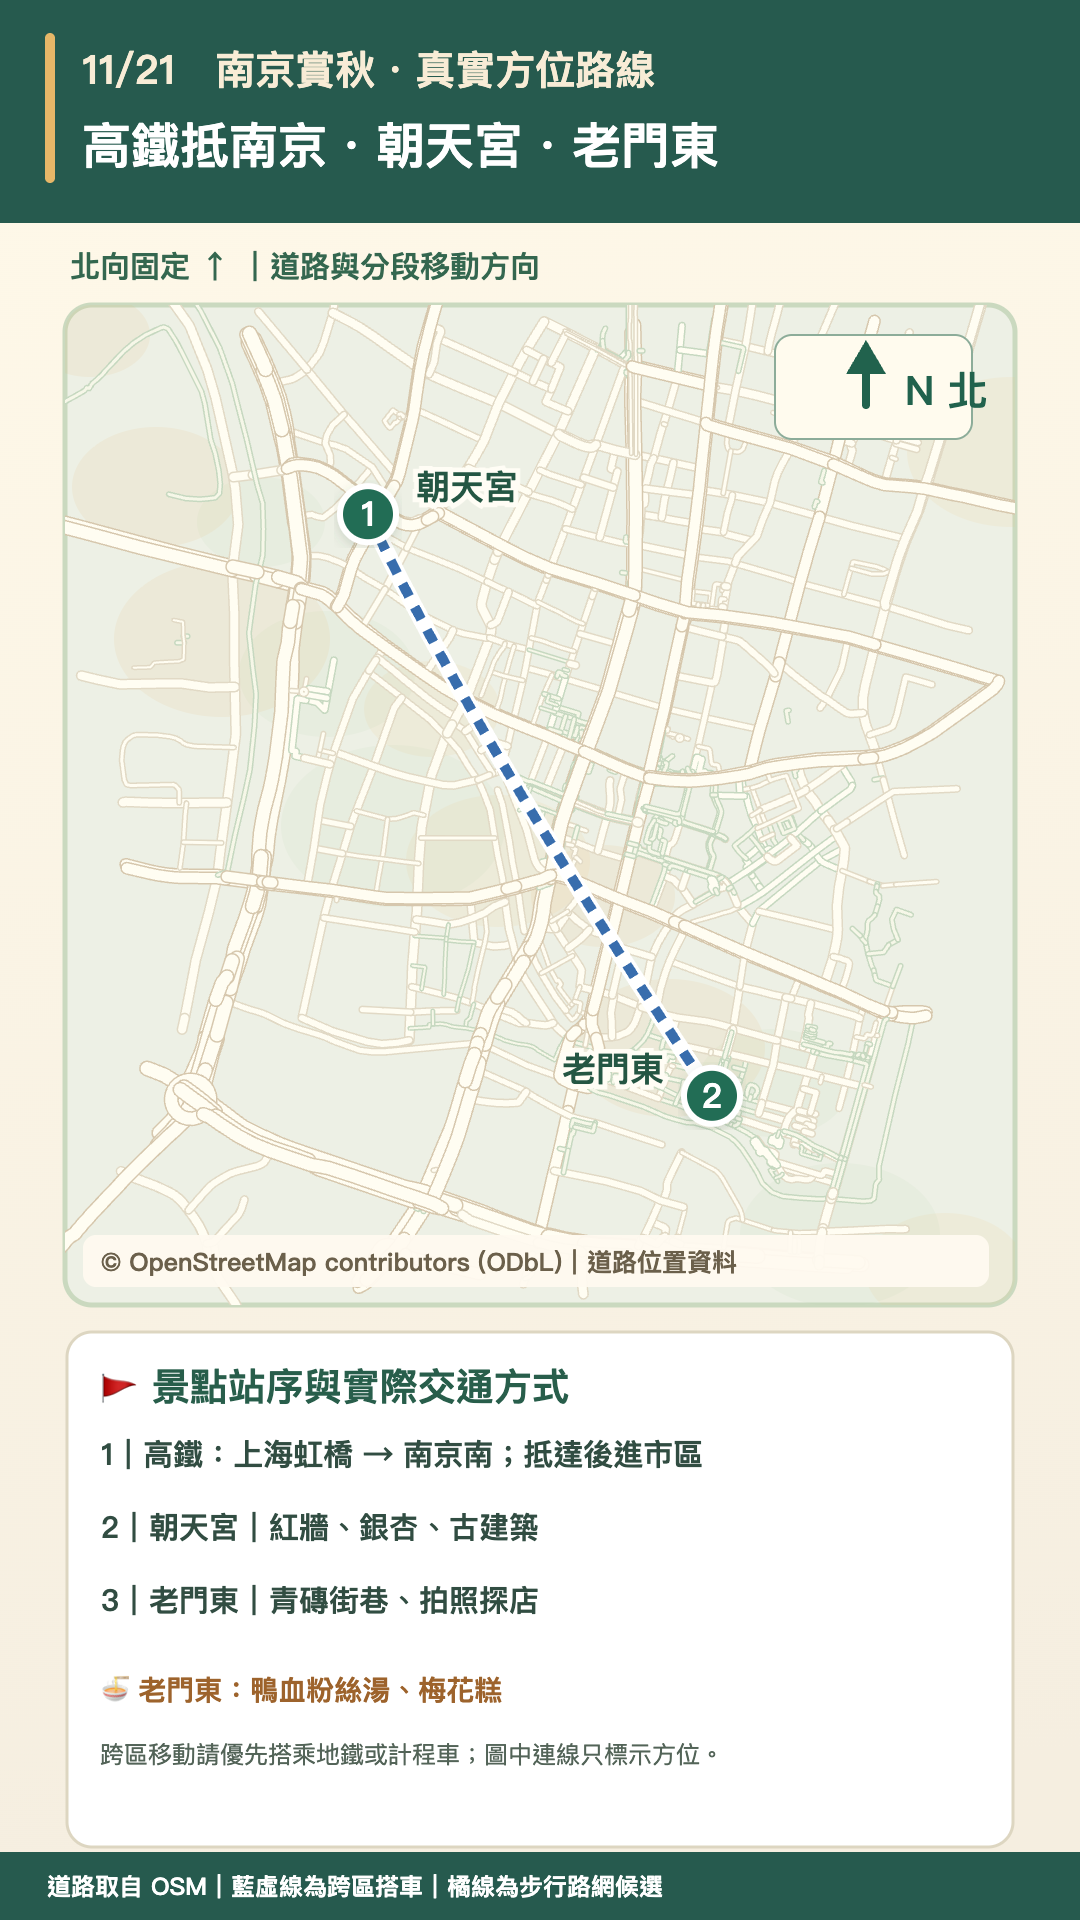 11/21 南京賞秋·真實方位路線
高鐵抵南京·朝天宮·老門東
北向固定 ↑ | 道路與分段移動方向
N 北
朝天宮
1
老門東
2
© OpenStreetMap contributors (ODbL) | 道路位置資料
景點站序與實際交通方式
1 | 高鐵：上海虹橋 → 南京南；抵達後進市區
2 | 朝天宮 | 紅牆、銀杏、古建築
3 | 老門東 | 青磚街巷、拍照探店
老門東：鴨血粉絲湯、梅花糕
跨區移動請優先搭乘地鐵或計程車；圖中連線只標示方位。
道路取自 OSM | 藍虛線為跨區搭車 | 橘線為步行路網候選